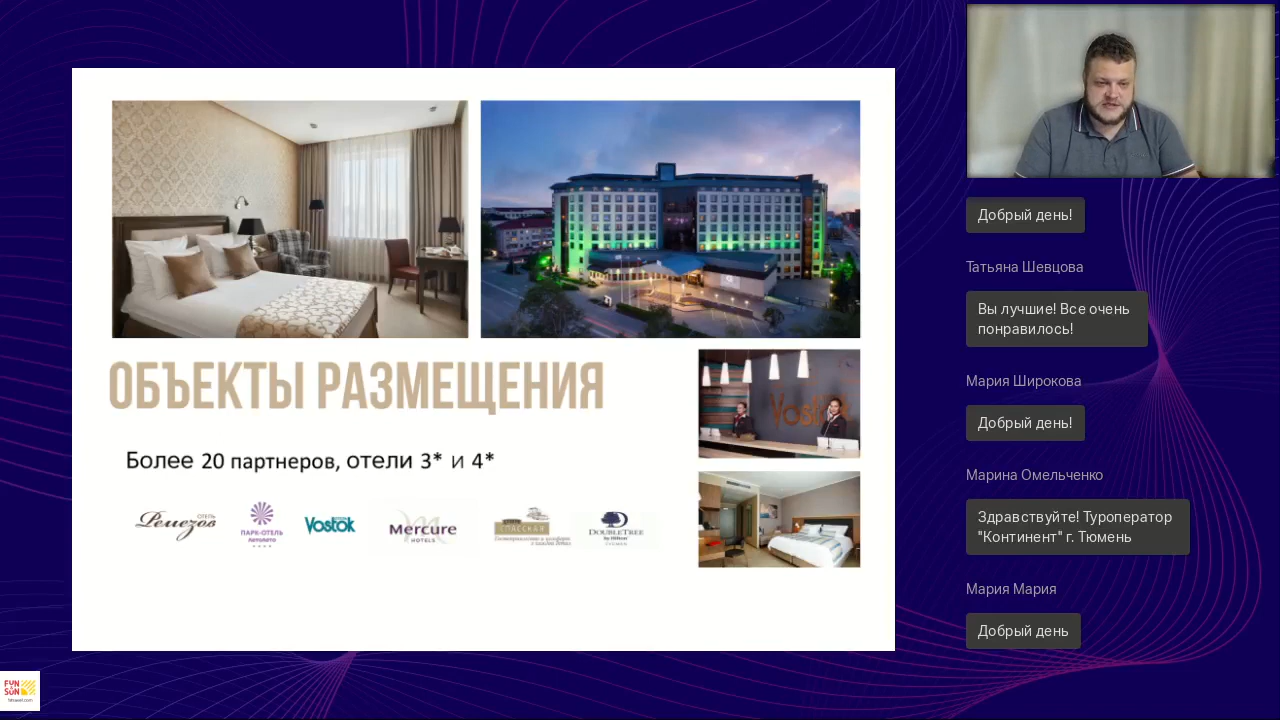 ОБЪЕКТЫ РАЗМЕЩЕНИЯ
Более 20 партнеров, отели 3* и 4*
ОТЕЛЬ
Ремезов
ПАРК-ОТЕЛЬ
Vostok
Mercure
HOTELS
СПАССКАЯ
DOUBLETREE
by Hilton
Vostok
Добрый день!
Татьяна Шевцова
Вы лучшие! Все очень
понравилось!
Мария Широкова
Добрый день!
Марина Омельченко
Здравствуйте! Туроператор
"Континент" г. Тюмень
Мария Мария
Добрый день
FUN
SUN